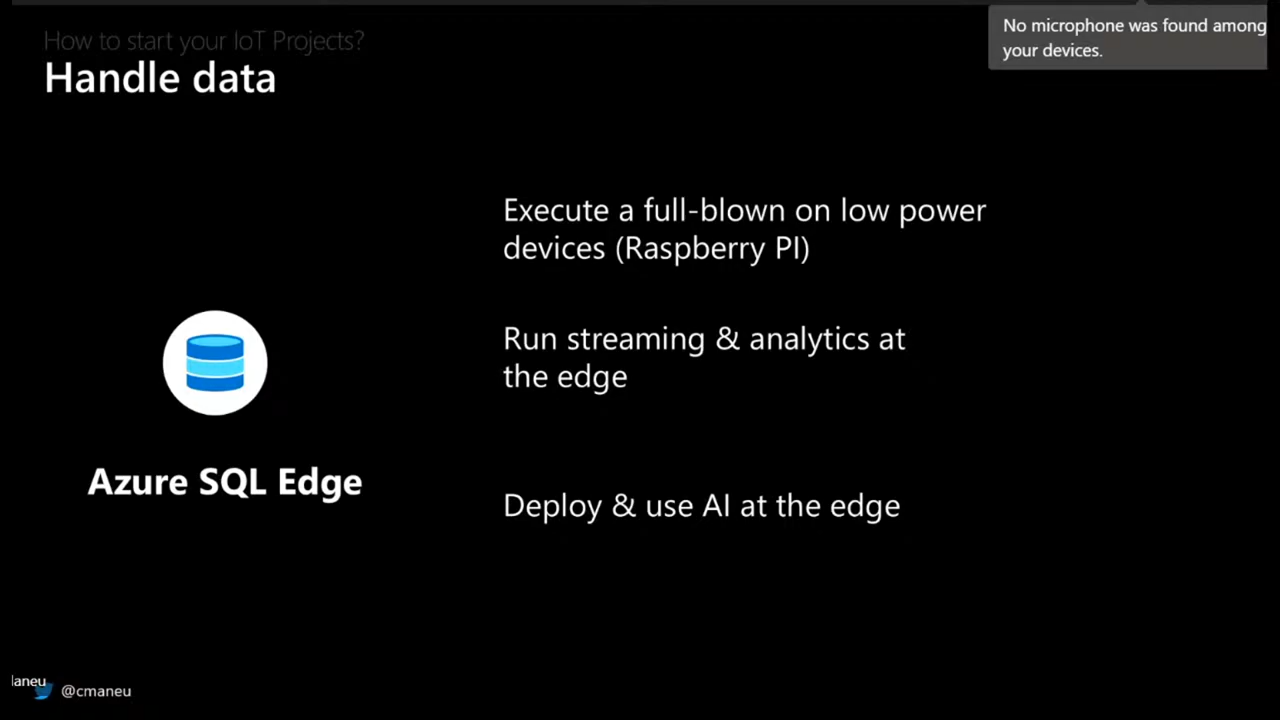 How to start your IoT Projects?
Handle data
No microphone was found among
your devices.
Execute a full-blown on low power
devices (Raspberry PI)
Run streaming & analytics at
the edge
Azure SQL Edge
Deploy & use AI at the edge
laneu
@cmaneu